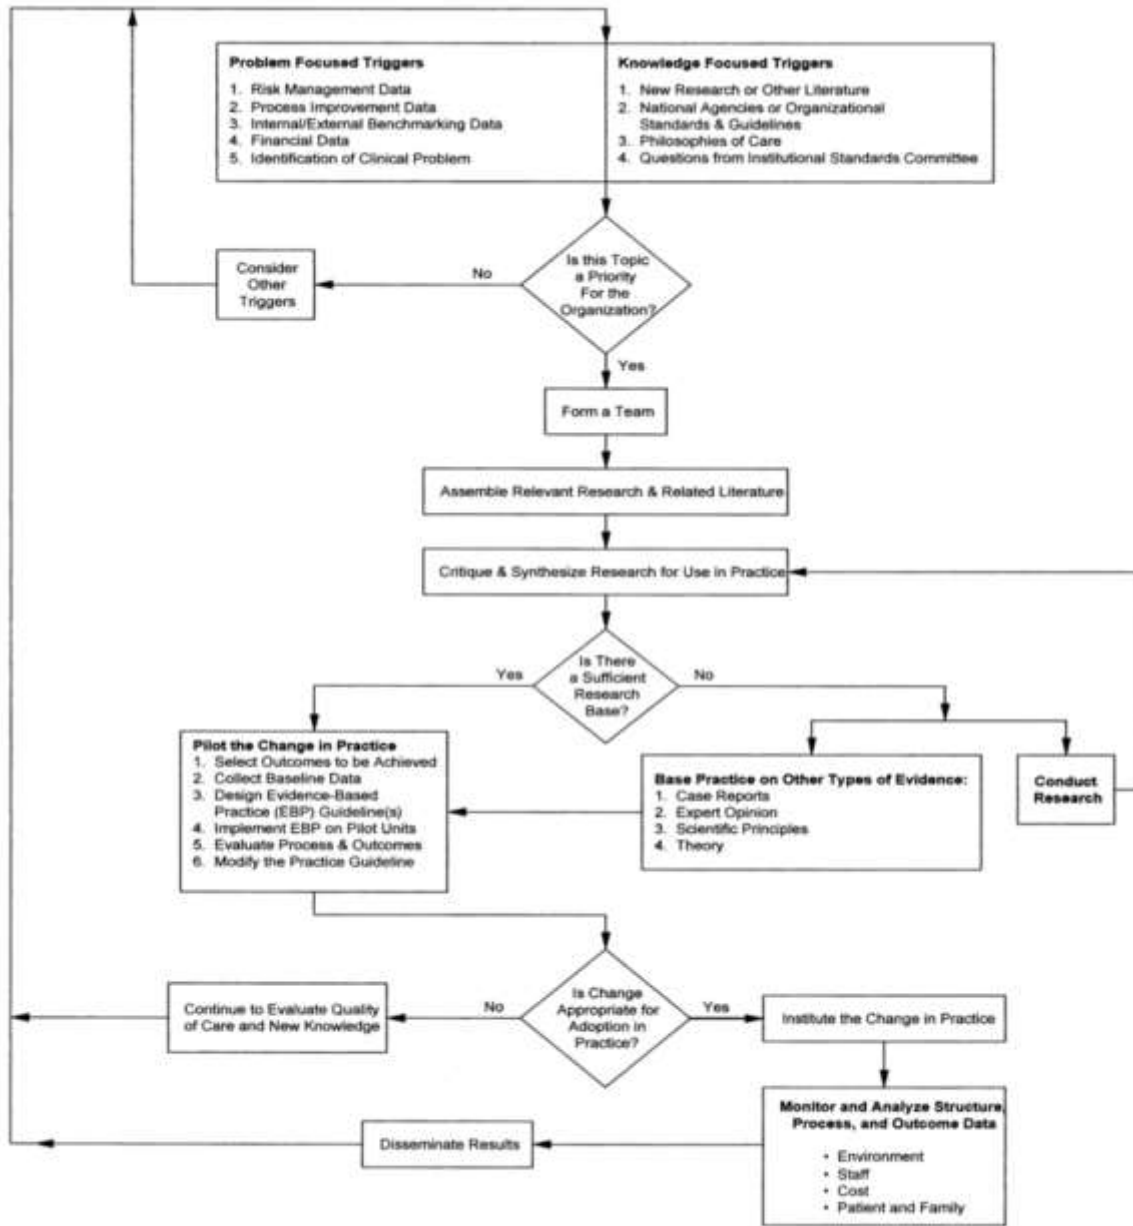 Problem Focused Triggers
1. Risk Management Data
2. Process Improvement Data
3. Internal/External Benchmarking Data
4. Financial Data
5. Identification of Clinical Problem
Knowledge Focused Triggers
1. New Research or Other Literature
2. National Agencies or Organizational
Standards & Guidelines
3. Philosophies of Care
4. Questions from Institutional Standards Committee
Consider
Other
Triggers
No
Is this Topic
a Priority
For the
Organization?
Yes
Form a Team
Assemble Relevant Research & Related Literature
Critique & Synthesize Research for Use in Practice
Yes
Is There
a Sufficient
Research
Base?
No
Pilot the Change in Practice
1. Select Outcomes to be Achieved
2. Collect Baseline Data
3. Design Evidence-Based
Practice (EBP) Guideline(s)
4. Implement EBP on Pilot Units
5. Evaluate Process & Outcomes
6. Modify the Practice Guideline
Base Practice on Other Types of Evidence:
1. Case Reports
2. Expert Opinion
3. Scientific Principles
4. Theory
Conduct
Research
Continue to Evaluate Quality
of Care and New Knowledge
No
Is Change
Appropriate for
Adoption in
Practice?
Yes
Institute the Change in Practice
Disseminate Results
Monitor and Analyze Structure,
Process, and Outcome Data
• Environment
• Staff
• Cost
• Patient and Family